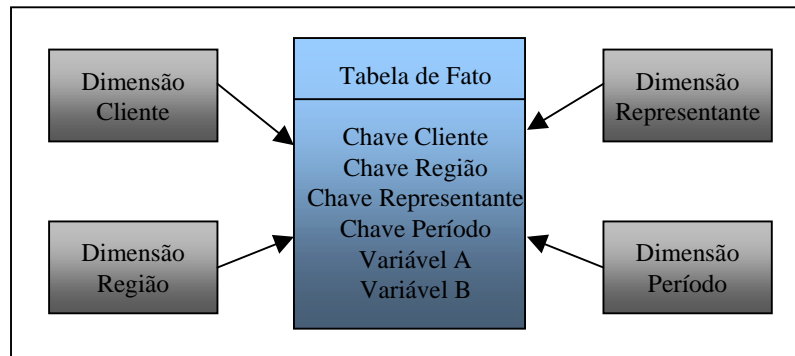 Dimensão
Cliente
Dimensão
Região
Tabela de Fato
Chave Cliente
Chave Região
Chave Representante
Chave Período
Variável A
Variável B
Dimensão
Representante
Dimensão
Período